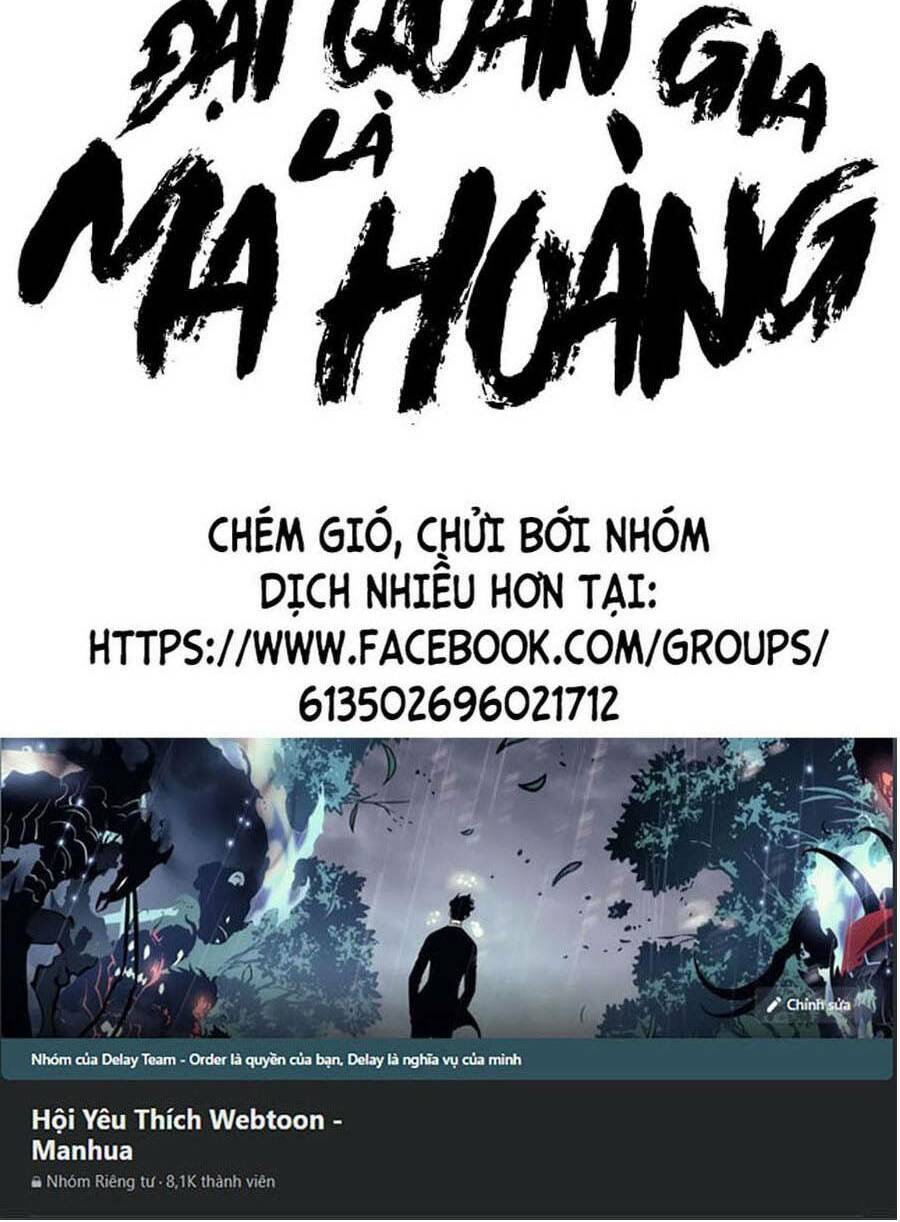 ĐẠI QUẢN GIA
LÀ
MA HOÀNG
CHÉM GIÓ, CHỬI BỚI NHÓM
DỊCH NHIỀU HƠN TẠI:
HTTPS://WWW.FACEBOOK.COM/GROUPS/
613502696021712
Chỉnh sửa
Nhóm của Delay Team - Order là quyền của bạn, Delay là nghĩa vụ của mình
Hội Yêu Thích Webtoon -
Manhua
Nhóm Riêng tư · 8,1K thành viên